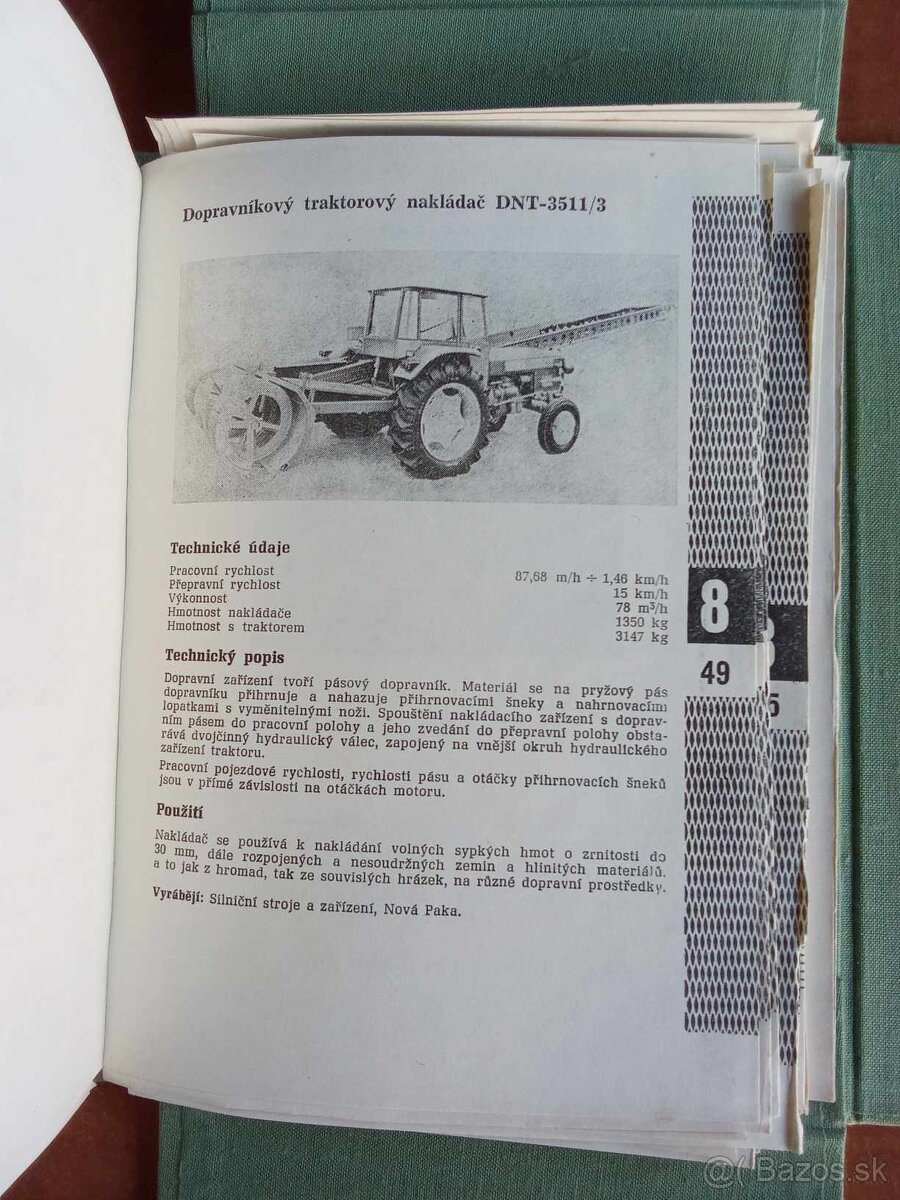 Dopravníkový traktorový nakládač DNT-3511/3
Technické údaje
Pracovní rychlost 87,68 m/h ÷ 1,46 km/h
Přepravní rychlost 15 km/h
Výkonnost 78 m³/h
Hmotnost nakládače 1350 kg
Hmotnost s traktorem 3147 kg
Technický popis
Dopravní zařízení tvoří pásový dopravník. Materiál se na pryžový pás
dopravníku přihrnuje a nahazuje přihrnovacími šneky a nahrnovacími
lopatkami s vyměnitelnými noži. Spouštění nakládacího zařízení s doprav-
ním pásem do pracovní polohy a jeho zvedání do přepravní polohy obsta-
rává dvojčinný hydraulický válec, zapojený na vnější okruh hydraulického
zařízení traktoru.
Pracovní pojezdové rychlosti, rychlosti pásu a otáčky přihrnovacích šneků
jsou v přímé závislosti na otáčkách motoru.
Použití
Nakládač se používá k nakládání volných sypkých hmot o zrnitosti do
30 mm, dále rozpojených a nesoudržných zemin a hlinitých materiálů,
a to jak z hromad, tak ze souvislých hrázek, na různé dopravní prostředky.
Vyrábějí: Silniční stroje a zařízení, Nová Paka.
8
49
5
Bazos.sk